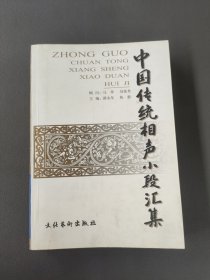 ZHONG GUO
CHUAN TONG
XIANG SHENG
XIAO DUAN
HUI JI
中国传统相声小段汇集
文化艺术出版社